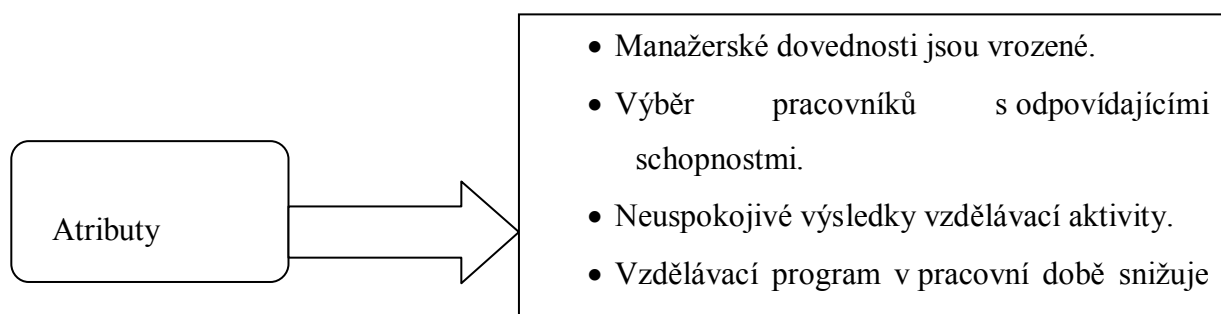 Atributy
• Manažerské dovednosti jsou vrozené.
• Výběr pracovníků s odpovídajícími
schopnostmi.
• Neuspokojivé výsledky vzdělávací aktivity.
• Vzdělávací program v pracovní době snižuje